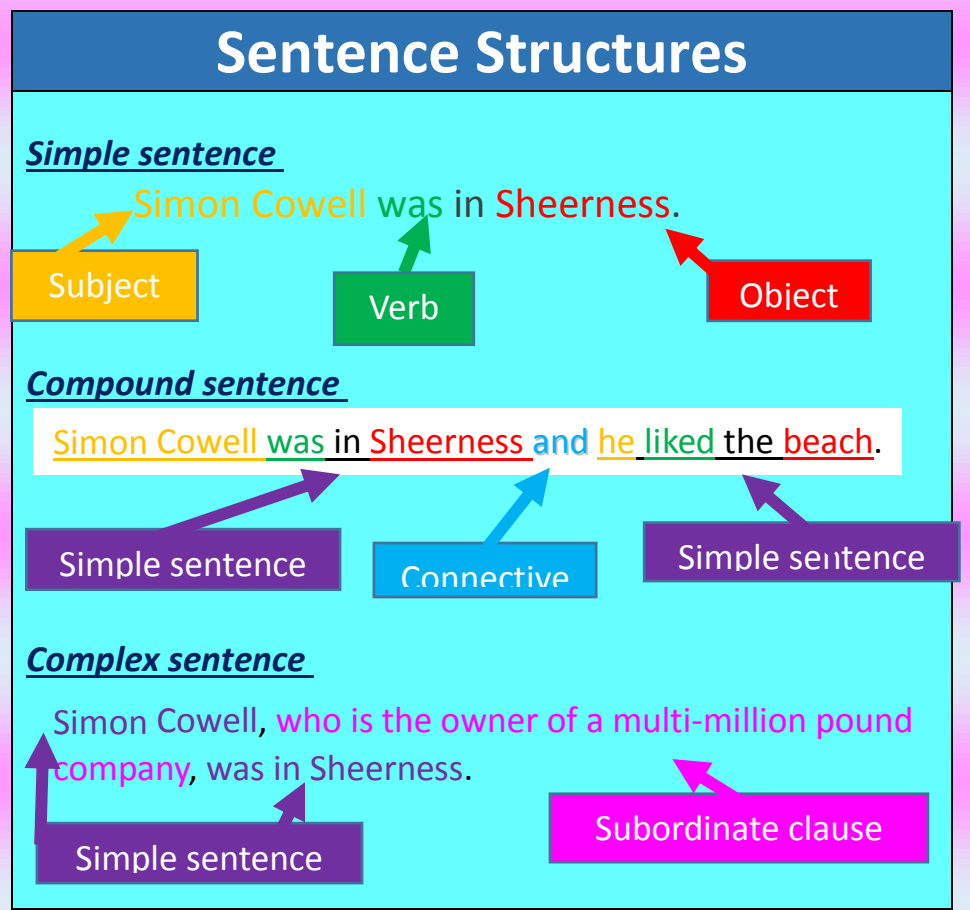 Sentence Structures
Simple sentence
Simon Cowell was in Sheerness.
Subject
Verb
Object
Compound sentence
Simon Cowell was in Sheerness and he liked the beach.
Simple sentence
Connective
Simple sentence
Complex sentence
Simon Cowell, who is the owner of a multi-million pound
company, was in Sheerness.
Simple sentence
Subordinate clause